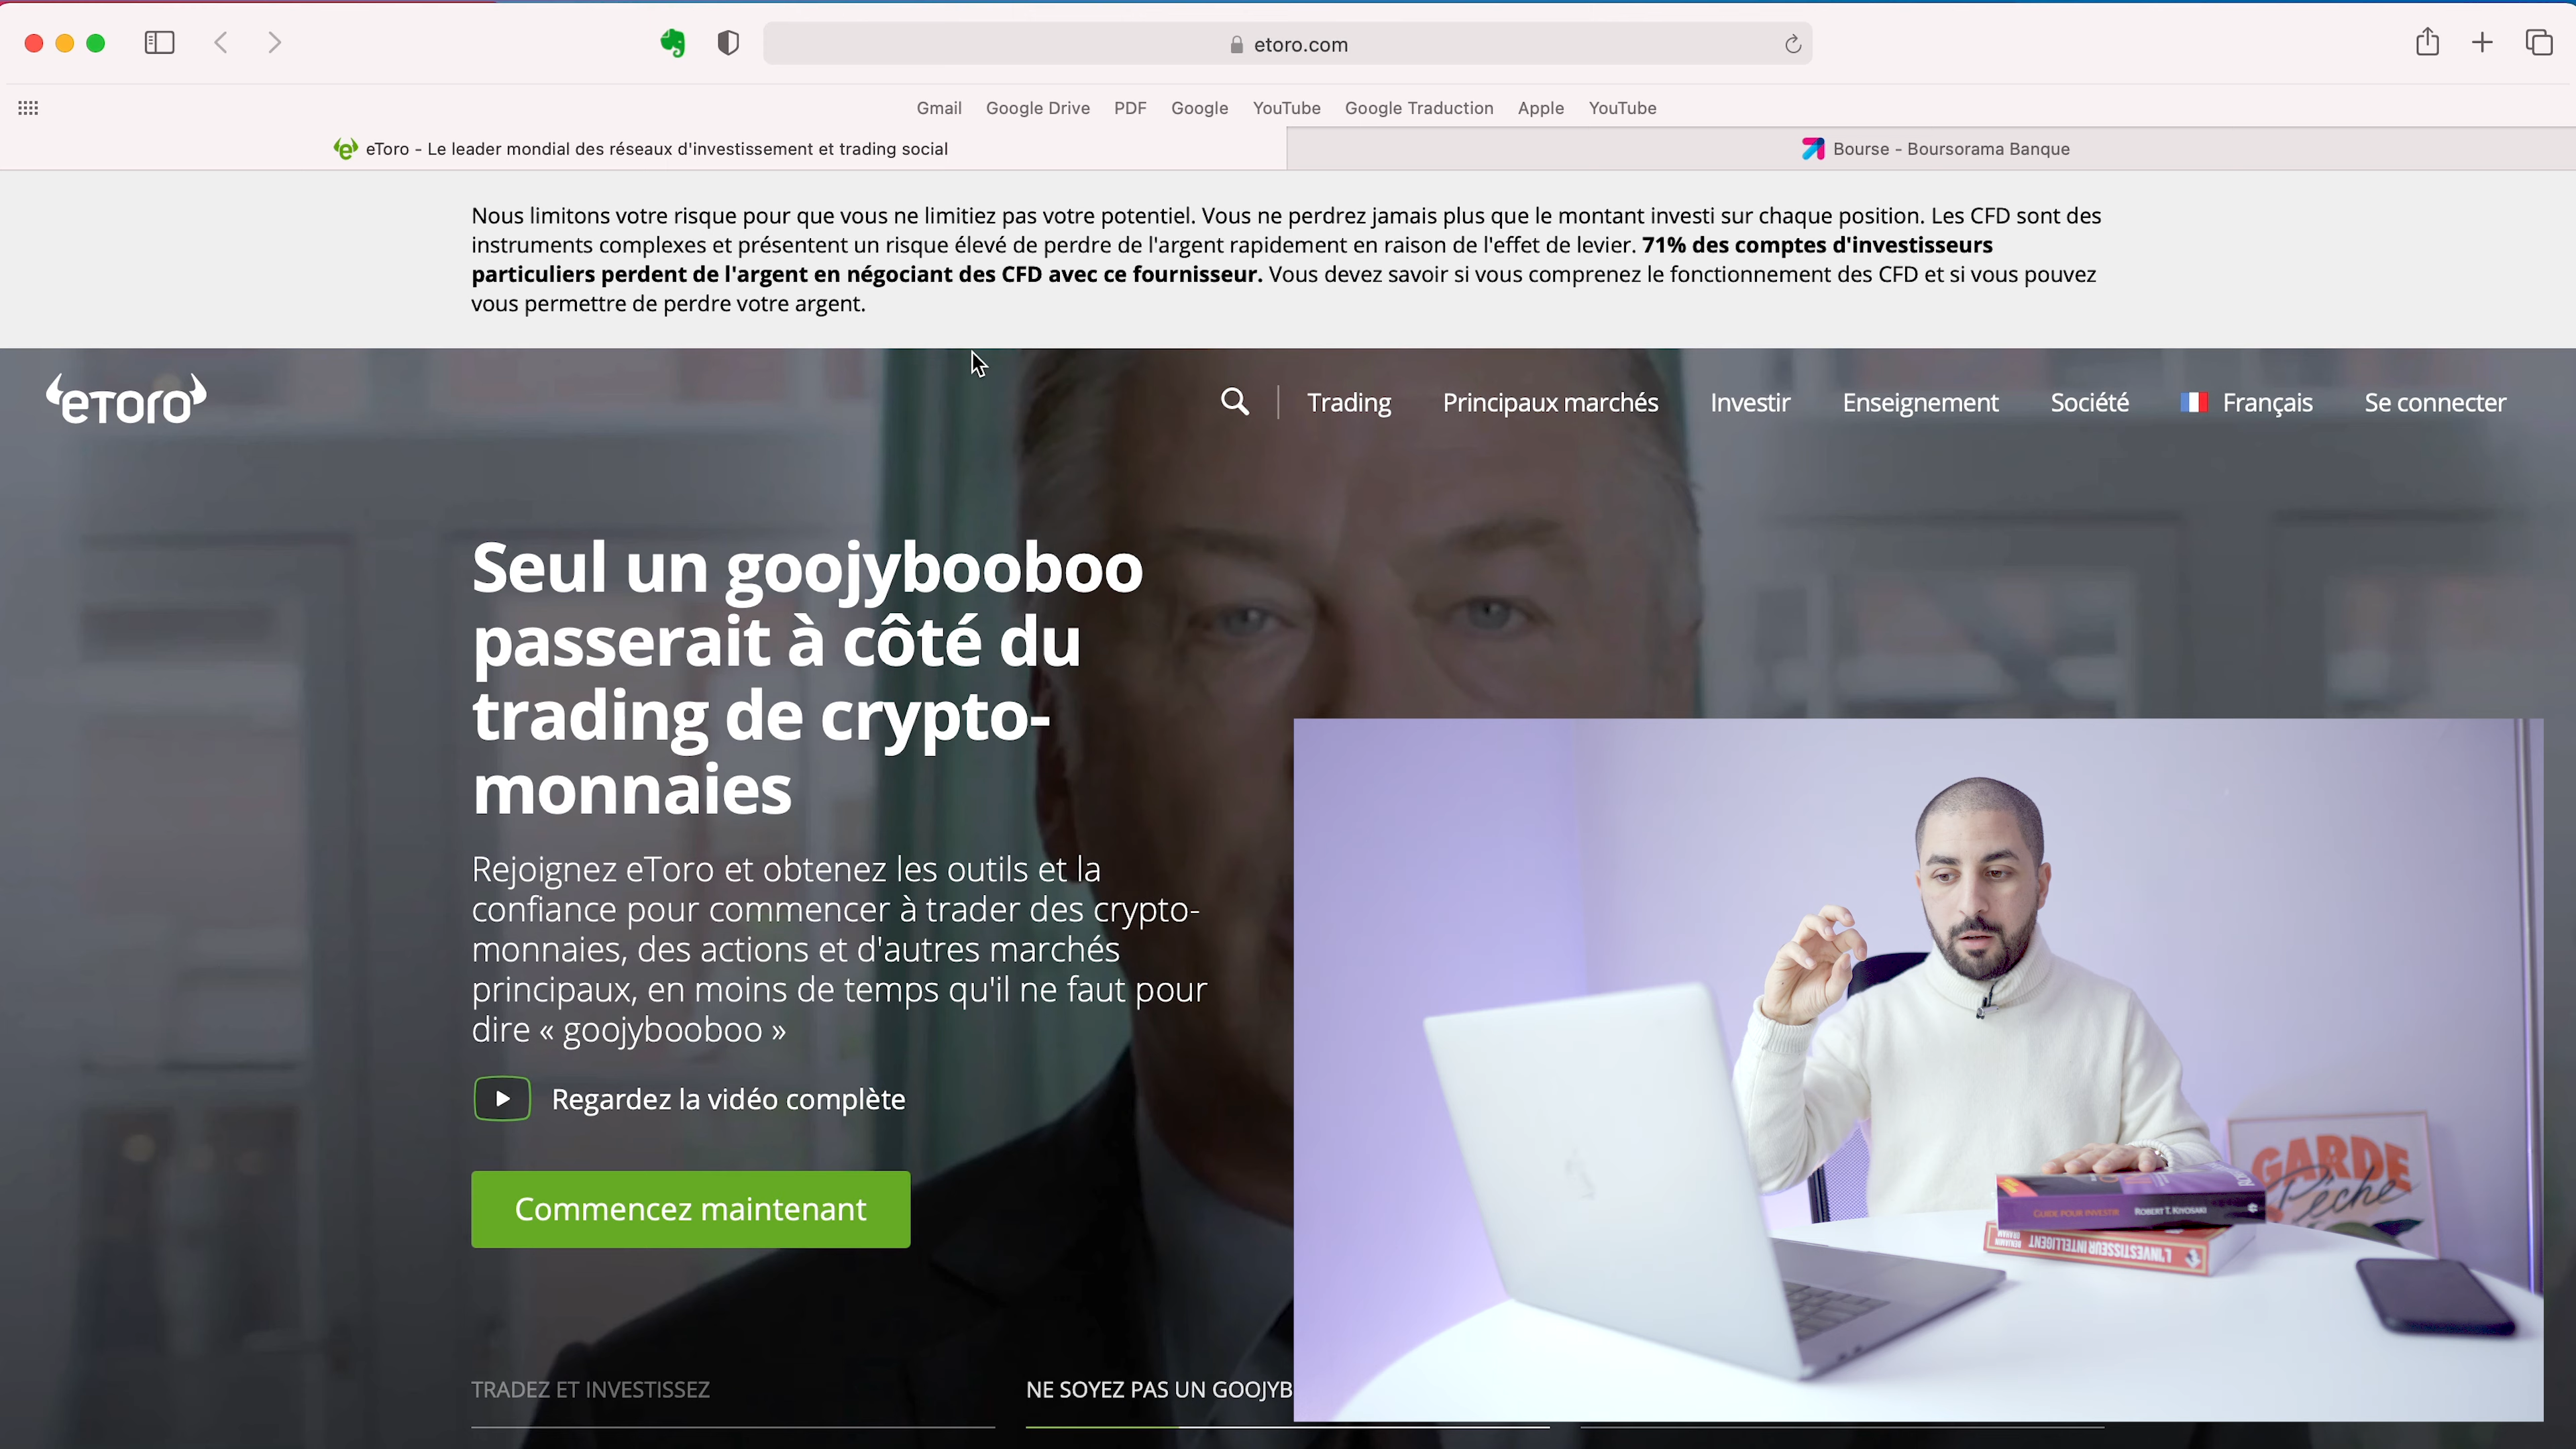 etoro.com
Gmail Google Drive PDF Google YouTube Google Traduction Apple YouTube
eToro - Le leader mondial des réseaux d'investissement et trading social
Bourse - Boursorama Banque
Nous limitons votre risque pour que vous ne limitiez pas votre potentiel. Vous ne perdrez jamais plus que le montant investi sur chaque position. Les CFD sont des
instruments complexes et présentent un risque élevé de perdre de l'argent rapidement en raison de l'effet de levier. 71% des comptes d'investisseurs
particuliers perdent de l'argent en négociant des CFD avec ce fournisseur. Vous devez savoir si vous comprenez le fonctionnement des CFD et si vous pouvez
vous permettre de perdre votre argent.
eToro
Trading Principaux marchés Investir Enseignement Société Français Se connecter
Seul un goojybooboo
passerait à côté du
trading de crypto-
monnaies
Rejoignez eToro et obtenez les outils et la
confiance pour commencer à trader des crypto-
monnaies, des actions et d'autres marchés
principaux, en moins de temps qu'il ne faut pour
dire « goojybooboo »
Regardez la vidéo complète
Commencez maintenant
TRADEZ ET INVESTISSEZ
NE SOYEZ PAS UN GOOJYB
GARDE
Pêche
GUIDE POUR INVESTIR ROBERT T. KIYOSAKI
L'INVESTISSEUR INTELLIGENT